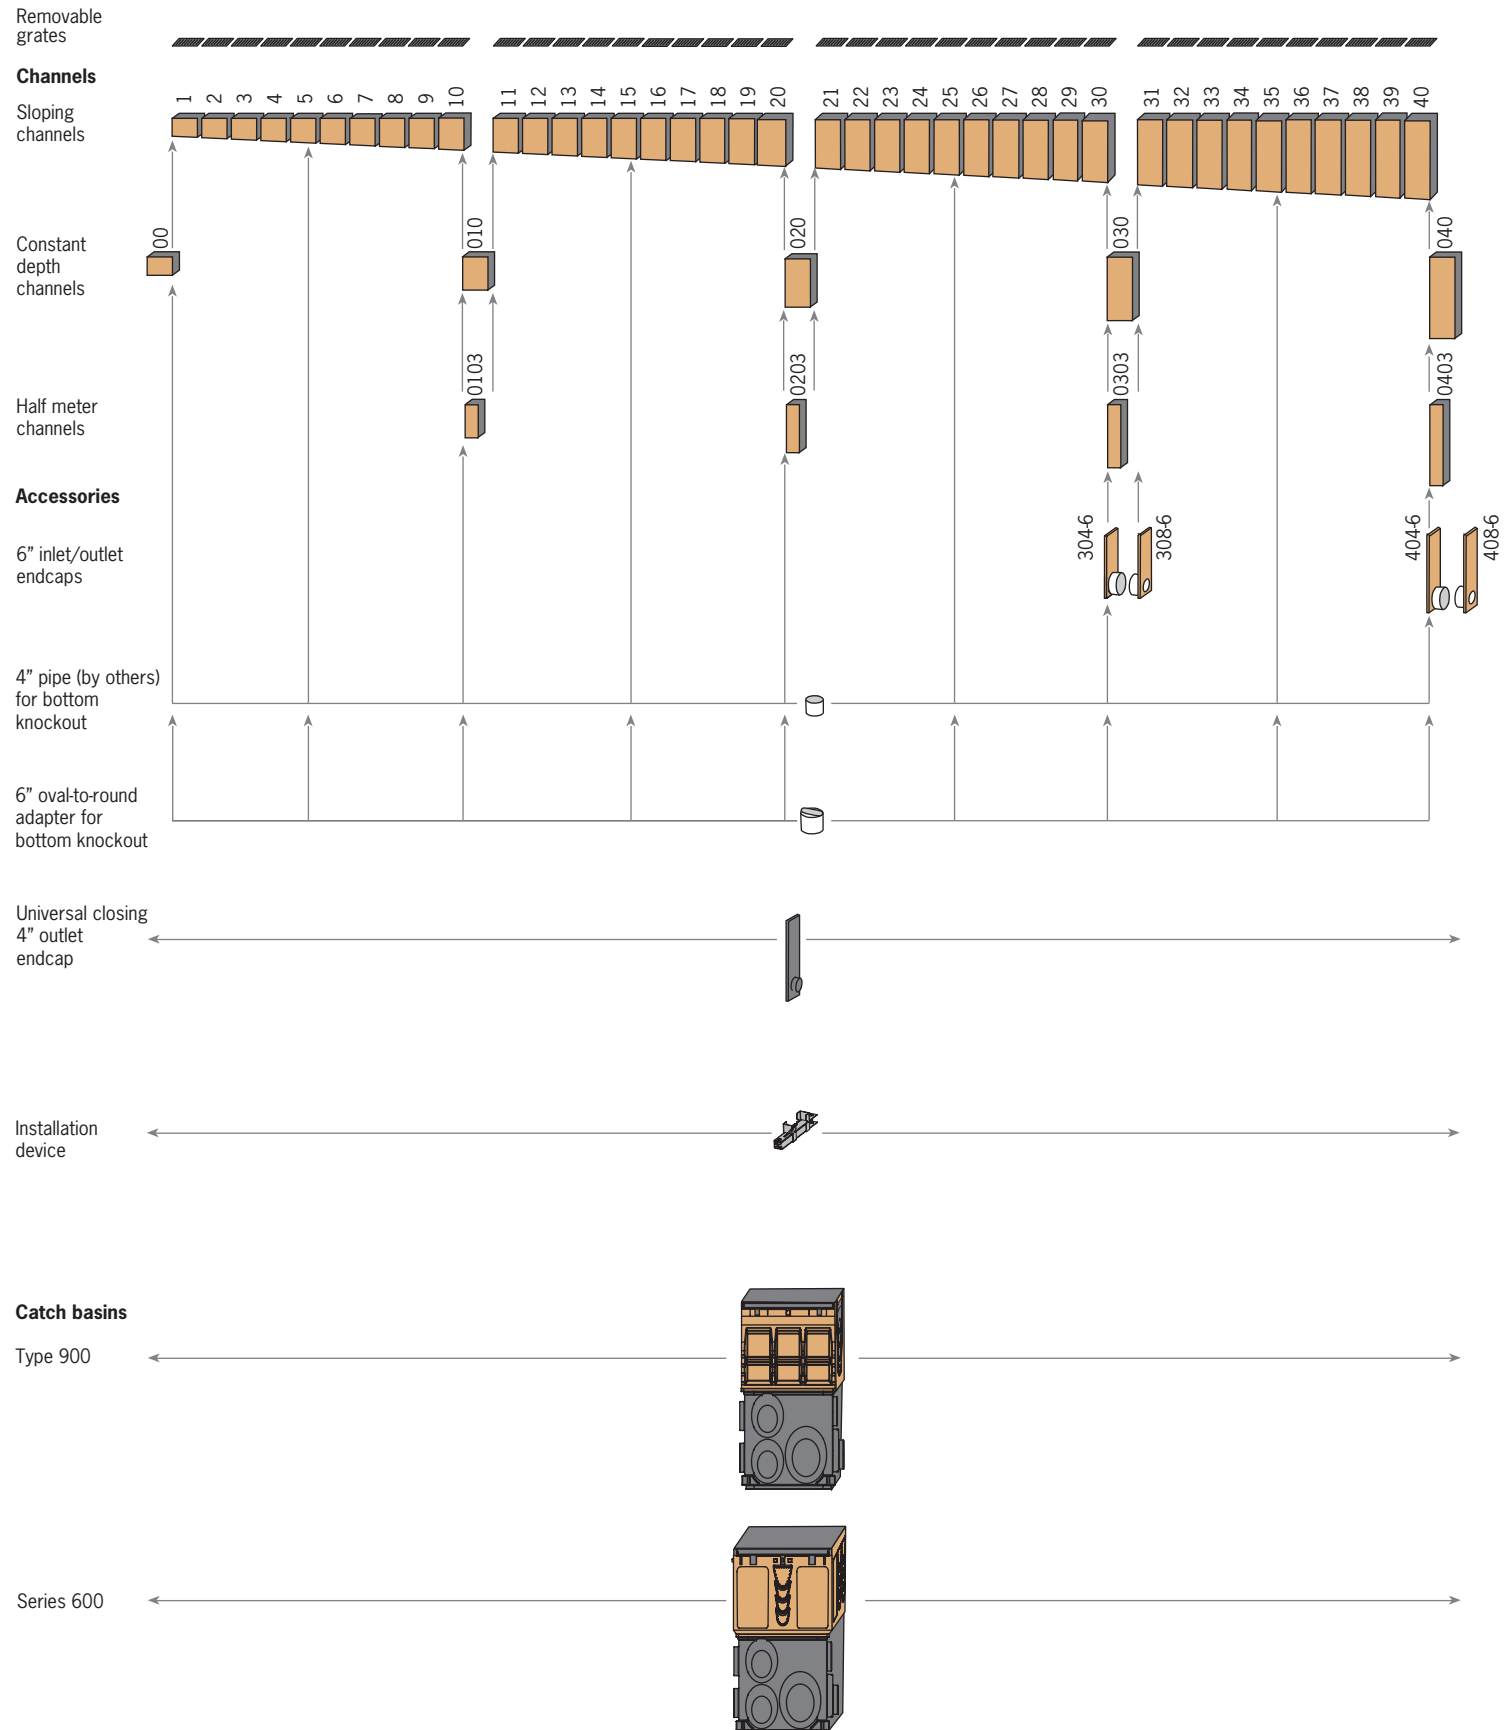 Removable
grates
Channels
Sloping
channels
1 2 3 4 5 6 7 8 9 10 11 12 13 14 15 16 17 18 19 20 21 22 23 24 25 26 27 28 29 30 31 32 33 34 35 36 37 38 39 40
Constant
depth
channels
00 010 020 030 040
Half meter
channels
0103 0203 0303 0403
Accessories
6” inlet/outlet
endcaps
304-6 308-6 404-6 408-6
4” pipe (by others)
for bottom
knockout
6” oval-to-round
adapter for
bottom knockout
Universal closing
4” outlet
endcap
Installation
device
Catch basins
Type 900
Series 600